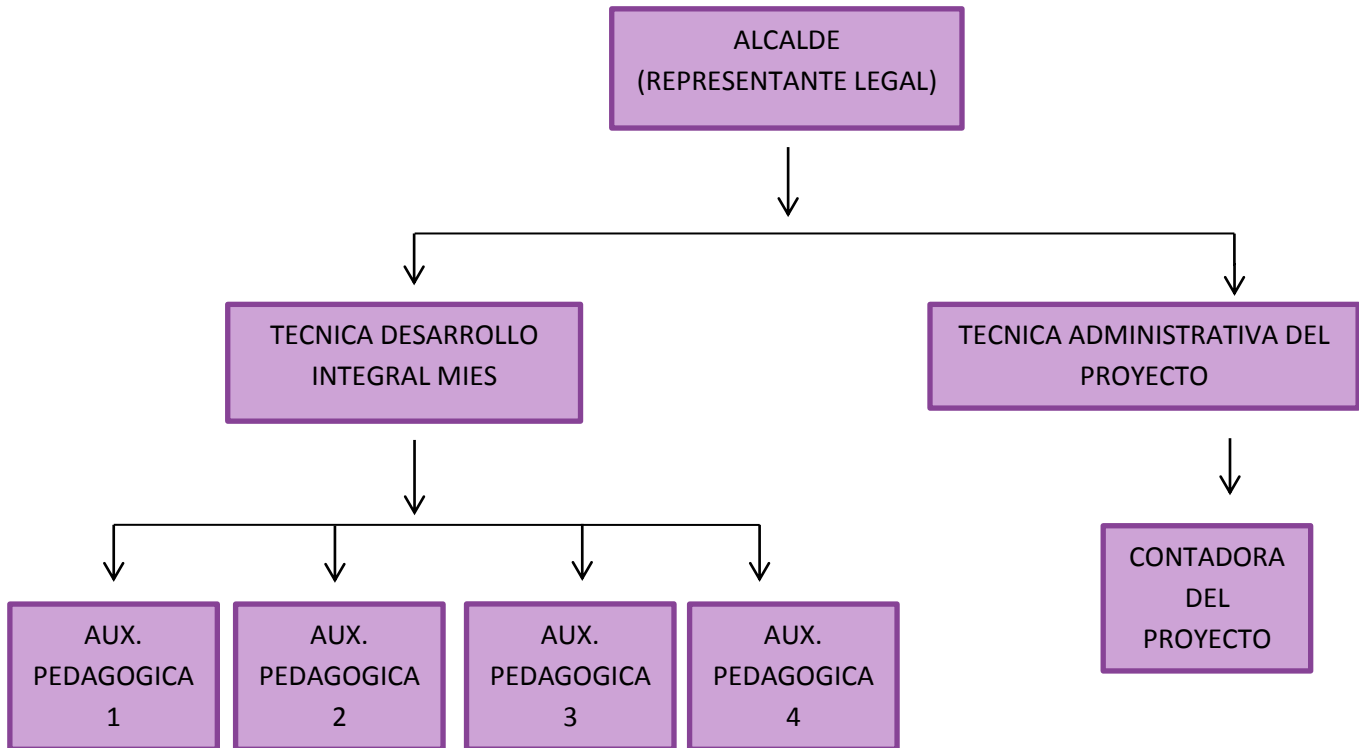 ALCALDE
(REPRESENTANTE LEGAL)
TECNICA DESARROLLO
INTEGRAL MIES
TECNICA ADMINISTRATIVA DEL
PROYECTO
AUX.
PEDAGOGICA
1
AUX.
PEDAGOGICA
2
AUX.
PEDAGOGICA
3
AUX.
PEDAGOGICA
4
CONTADORA
DEL
PROYECTO